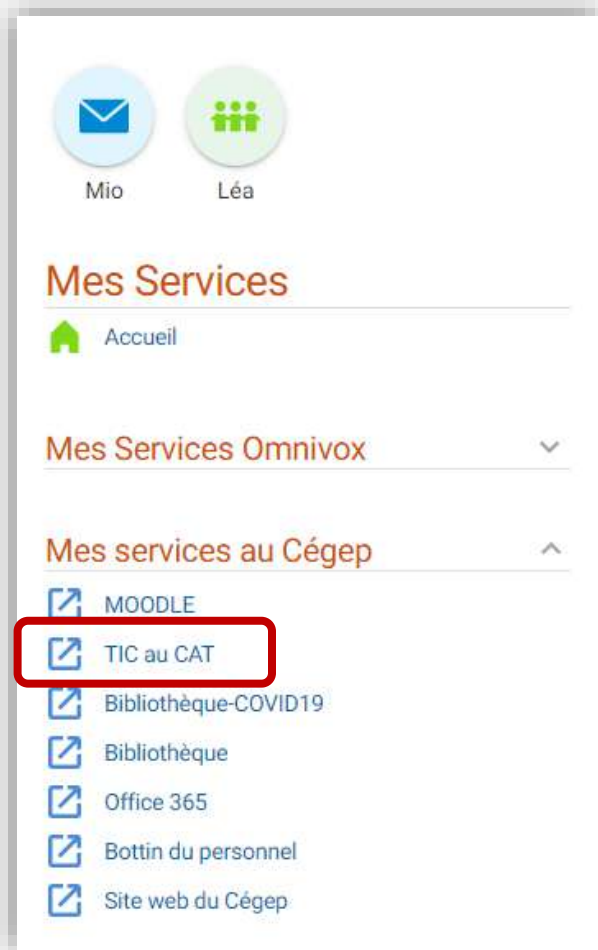 Mio Léa
Mes Services
Accueil
Mes Services Omnivox
Mes services au Cégep
MOODLE
TIC au CAT
Bibliothèque-COVID19
Bibliothèque
Office 365
Bottin du personnel
Site web du Cégep